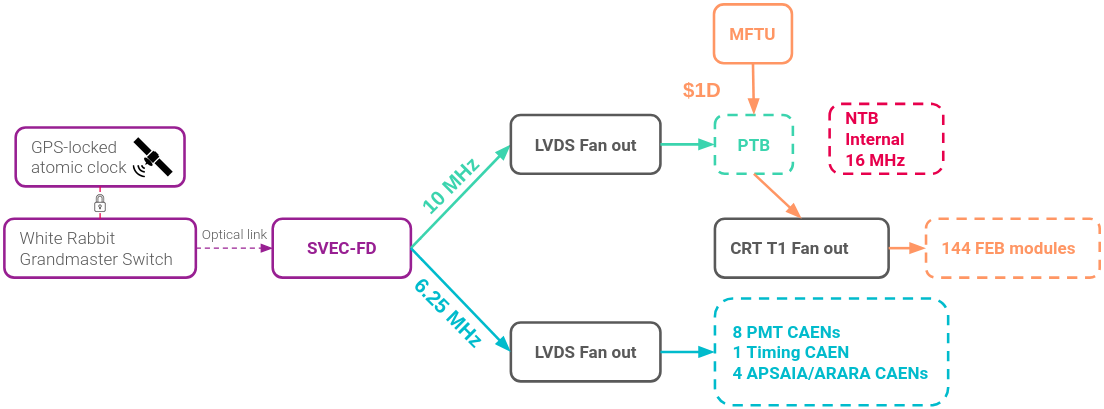 MFTU
$1D
GPS-locked
atomic clock
LVDS Fan out
PTB
NTB
Internal
16 MHz
10 MHz
White Rabbit
Grandmaster Switch
Optical link
SVEC-FD
CRT T1 Fan out
144 FEB modules
6.25 MHz
LVDS Fan out
8 PMT CAENs
1 Timing CAEN
4 APSAIA/ARARA CAENs